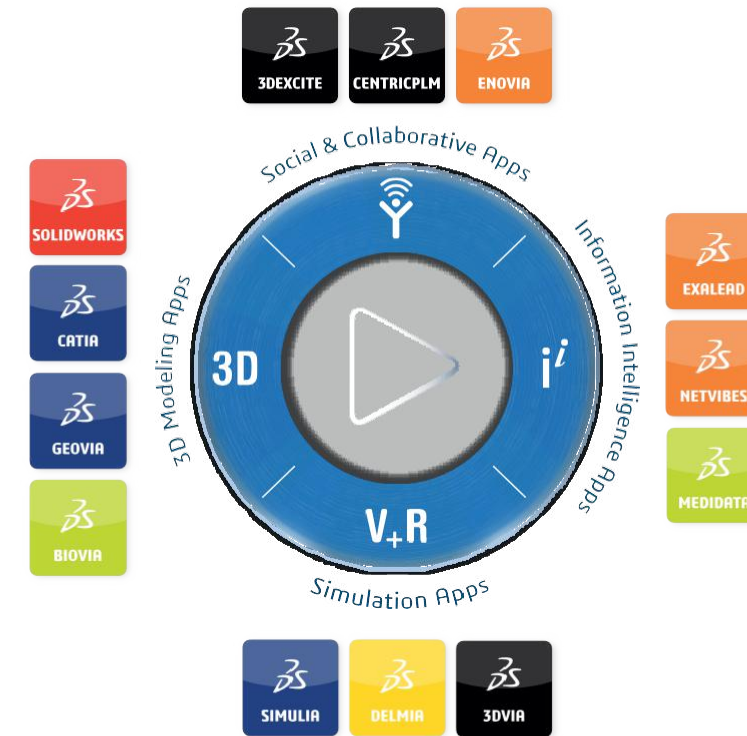 3DEXCITE
CENTRICPLM
ENOVIA
Social & Collaborative Apps
SOLIDWORKS
CATIA
GEOVIA
BIOVIA
3D Modeling Apps
3D
i i
Information Intelligence Apps
EXALEAD
NETVIBES
MEDIDATA
V+R
Simulation Apps
SIMULIA
DELMIA
3DVIA